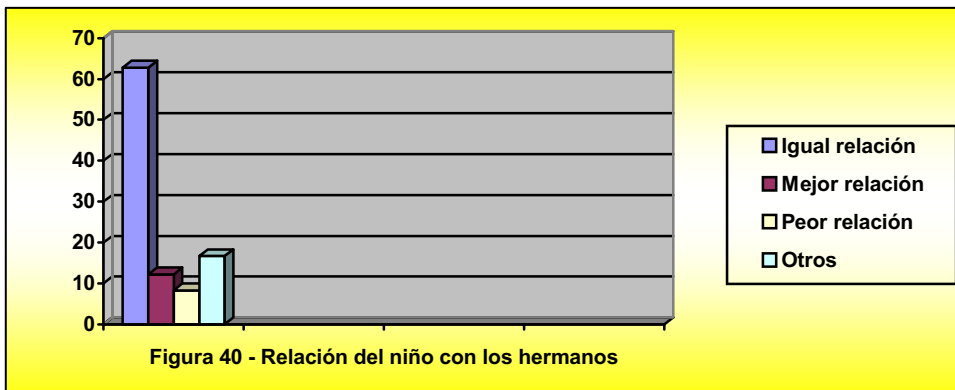 70
60
50
40
30
20
10
0
Igual relación
Mejor relación
Peor relación
Otros
Figura 40 - Relación del niño con los hermanos